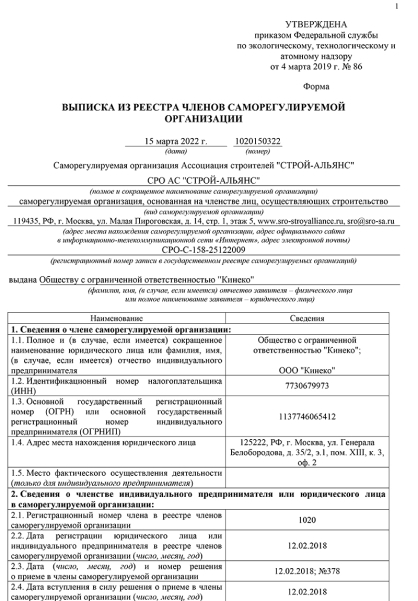 1
УТВЕРЖДЕНА
приказом Федеральной службы
по экологическому, технологическому и
атомному надзору
от 4 марта 2019 г. № 86
Форма
ВЫПИСКА ИЗ РЕЕСТРА ЧЛЕНОВ САМОРЕГУЛИРУЕМОЙ
ОРГАНИЗАЦИИ
15 марта 2022 г. 1020150322
(дата) (номер)
Саморегулируемая организация Ассоциация строителей "СТРОЙ-АЛЬЯНС"
СРО АС "СТРОЙ-АЛЬЯНС"
(полное и сокращенное наименование саморегулируемой организации)
саморегулируемая организация, основанная на членстве лиц, осуществляющих строительство
(вид саморегулируемой организации)
119435, РФ, г. Москва, ул. Малая Пироговская, д. 14, стр. 1, этаж 5, www.sro-stroyalliance.ru, sro@sro-sa.ru
(адрес места нахождения саморегулируемой организации, адрес официального сайта
в информационно-телекоммуникационной сети «Интернет», адрес электронной почты)
СРО-С-158-25122009
(регистрационный номер записи в государственном реестре саморегулируемых организаций)
выдана Обществу с ограниченной ответственностью "Кинеко"
(фамилия, имя, (в случае, если имеется) отчество заявителя – физического лица
или полное наименование заявителя – юридического лица)
Наименование Сведения
1. Сведения о члене саморегулируемой организации:
1.1. Полное и (в случае, если имеется) сокращенное
наименование юридического лица или фамилия, имя,
(в случае, если имеется) отчество индивидуального
предпринимателя
Общество с ограниченной
ответственностью "Кинеко";
ООО "Кинеко"
1.2. Идентификационный номер налогоплательщика
(ИНН)
7730679973
1.3. Основной государственный регистрационный
номер (ОГРН) или основной государственный
регистрационный номер индивидуального
предпринимателя (ОГРНИП)
1137746065412
1.4. Адрес места нахождения юридического лица
125222, РФ, г. Москва, ул. Генерала
Белобородова, д. 35/2, э.1, пом. XIII, к. 3,
оф. 2
1.5. Место фактического осуществления деятельности
(только для индивидуального предпринимателя)
2. Сведения о членстве индивидуального предпринимателя или юридического лица
в саморегулируемой организации:
2.1. Регистрационный номер члена в реестре членов
саморегулируемой организации
1020
2.2. Дата регистрации юридического лица или
индивидуального предпринимателя в реестре членов
саморегулируемой организации (число, месяц, год)
12.02.2018
2.3. Дата (число, месяц, год) и номер решения
о приеме в члены саморегулируемой организации
12.02.2018; №378
2.4. Дата вступления в силу решения о приеме в члены
саморегулируемой организации (число, месяц, год)
12.02.2018